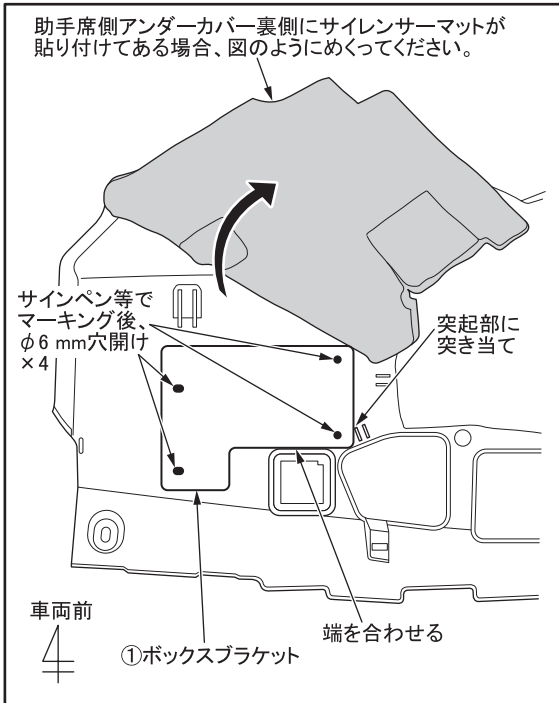 助手席側アンダーカバー裏側にサイレンサーマットが
貼り付けてある場合、図のようにめくってください。
サインペン等で
マーキング後、
φ6 mm穴開け
×4
突起部に
突き当て
車両前
①ボックスブラケット
端を合わせる